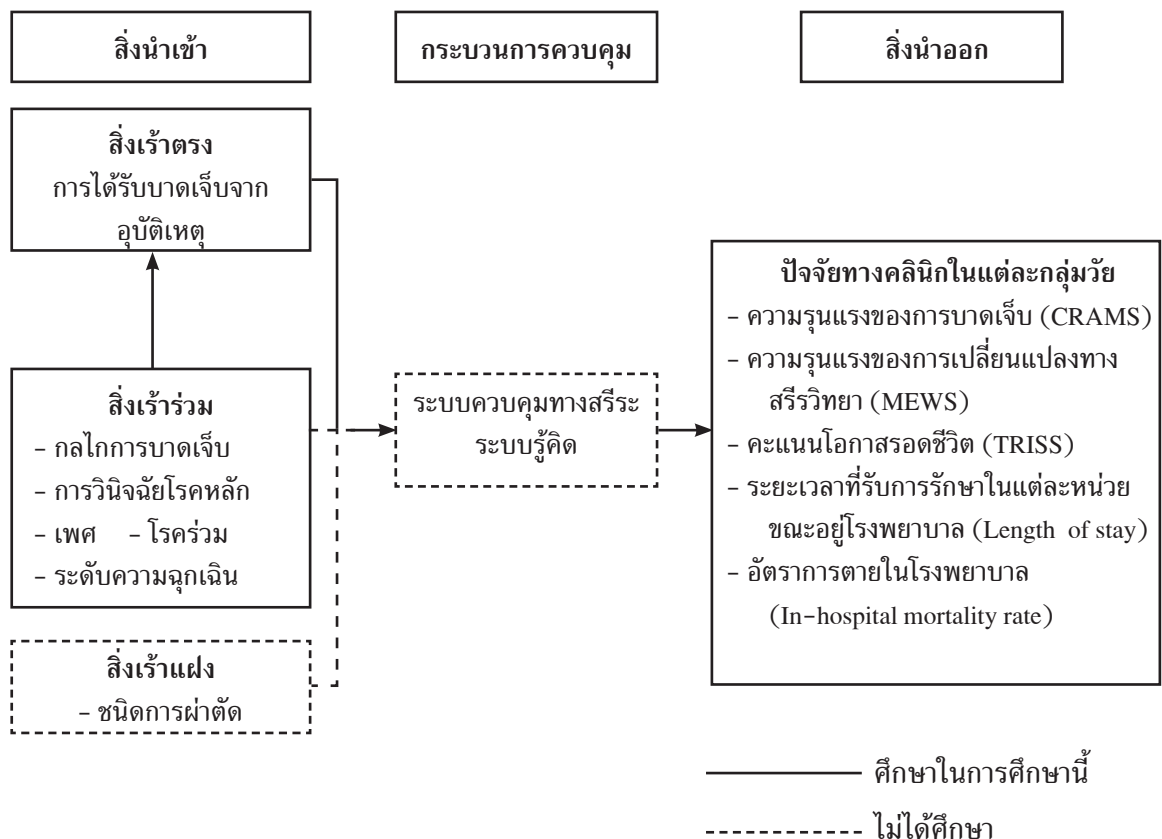 สิ่งนำเข้า
กระบวนการควบคุม
สิ่งนำออก
สิ่งเร้าตรง
การได้รับบาดเจ็บจาก
อุบัติเหตุ
สิ่งเร้าร่วม
- กลไกการบาดเจ็บ
- การวินิจฉัยโรคหลัก
- เพศ - โรคร่วม
- ระดับความฉุกเฉิน
สิ่งเร้าแฝง
- ชนิดการผ่าตัด
ระบบควบคุมทางสรีระ
ระบบรู้คิด
ปัจจัยทางคลินิกในแต่ละกลุ่มวัย
- ความรุนแรงของการบาดเจ็บ (CRAMS)
- ความรุนแรงของการเปลี่ยนแปลงทาง
สรีรวิทยา (MEWS)
- คะแนนโอกาสรอดชีวิต (TRISS)
- ระยะเวลาที่รับการรักษาในแต่ละหน่วย
ขณะอยู่โรงพยาบาล (Length of stay)
- อัตราการตายในโรงพยาบาล
(In-hospital mortality rate)
ศึกษาในการศึกษานี้
ไม่ได้ศึกษา